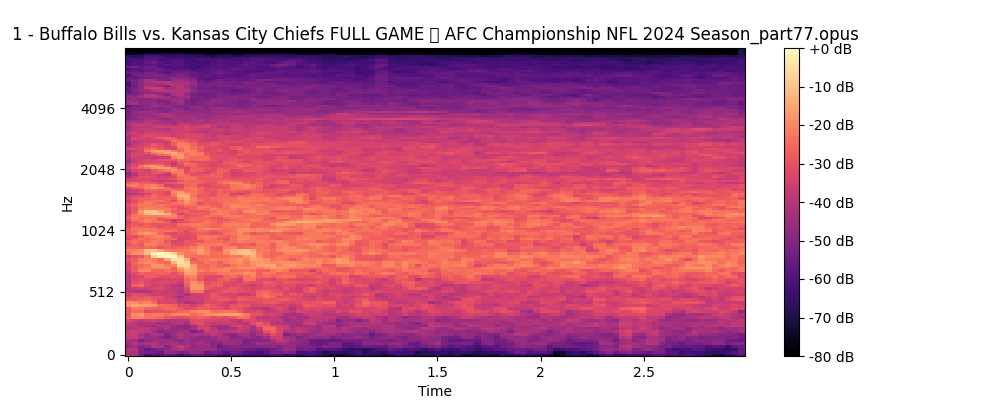 1 - Buffalo Bills vs. Kansas City Chiefs FULL GAME ▯ AFC Championship NFL 2024 Season_part77.opus
+0 dB
-10 dB
-20 dB
-30 dB
-40 dB
-50 dB
-60 dB
-70 dB
-80 dB
4096
2048
1024
512
0
Hz
0
0.5
1
1.5
2
2.5
Time